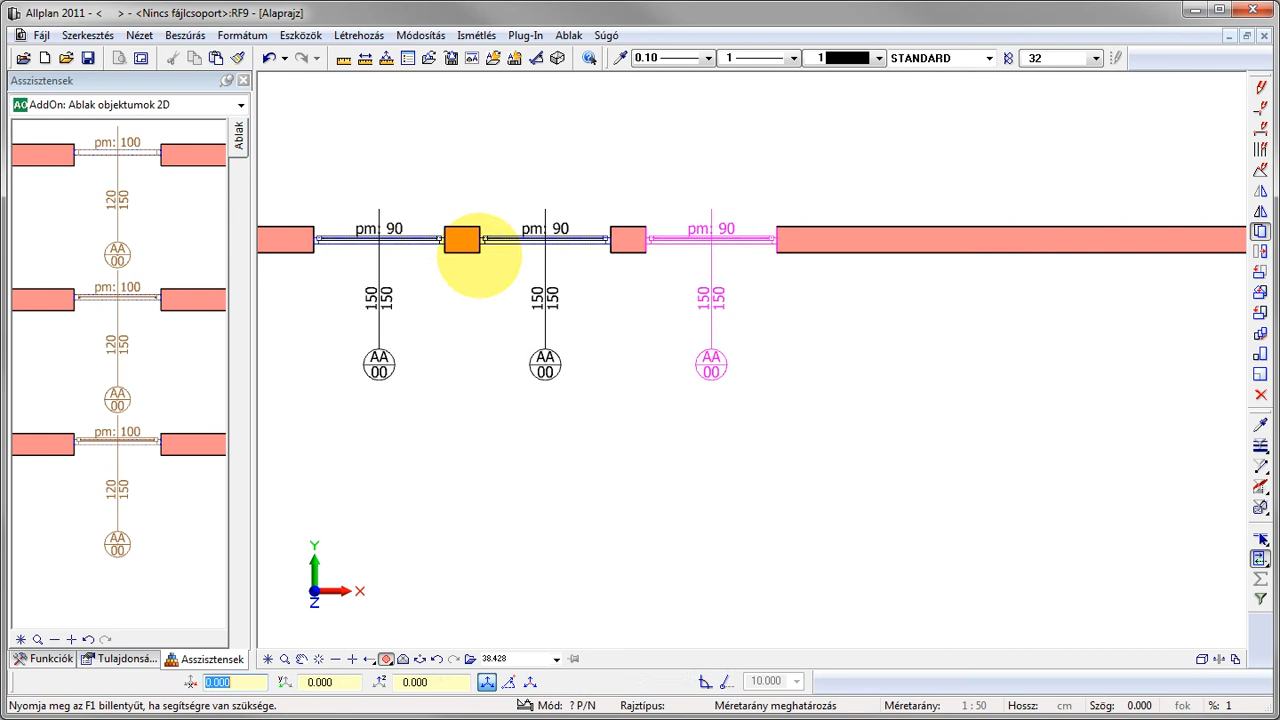 Allplan 2011 - <     > - <Nincs fájlcsoport>:RF9 - [Alaprajz]
Fájl Szerkesztés Nézet Beszúrás Formátum Eszközök Létrehozás Módosítás Ismétlés Plug-In Ablak Súgó
0.10 1 1 STANDARD 32
Asszisztensek
AO AddOn: Ablak objektumok 2D
Ablak
pm: 100
120
150
AA
00
pm: 100
120
150
AA
00
pm: 100
120
150
AA
00
pm: 90 pm: 90 pm: 90
150 150 150 150 150 150
AA AA AA
00 00 00
Y
X
Z
Funkciók Tulajdonsá... Asszisztensek
38.428
0.000 0.000 0.000 10.000
Nyomja meg az F1 billentyűt, ha segítségre van szüksége. Mód: ? P/N Rajztípus: Méretarány meghatározás Méretarány: 1 : 50 Hossz: cm Szög: 0.000 fok %: 1